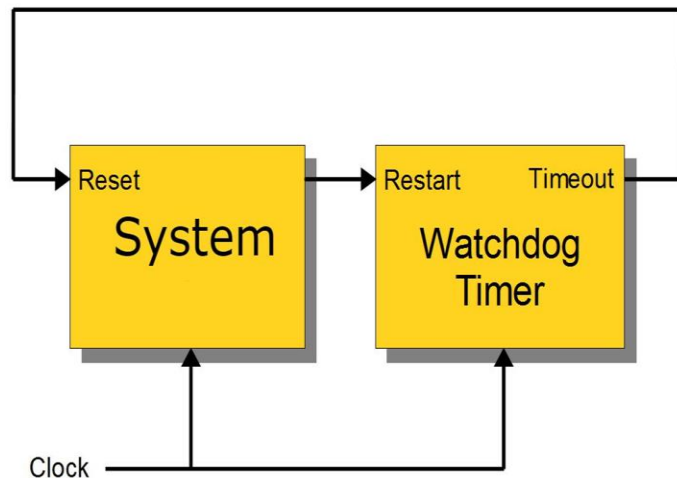 Reset
System
Restart
Timeout
Watchdog
Timer
Clock